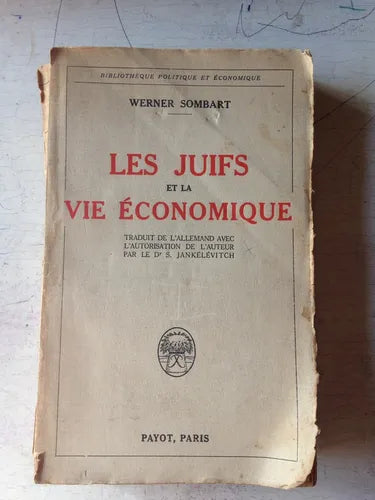 BIBLIOTHÈQUE POLITIQUE ET ÉCONOMIQUE
WERNER SOMBART
LES JUIFS
ET LA
VIE ÉCONOMIQUE
TRADUIT DE L'ALLEMAND AVEC
L'AUTORISATION DE L'AUTEUR
PAR LE Dr S. JANKÉLÉVITCH
PAYOT, PARIS